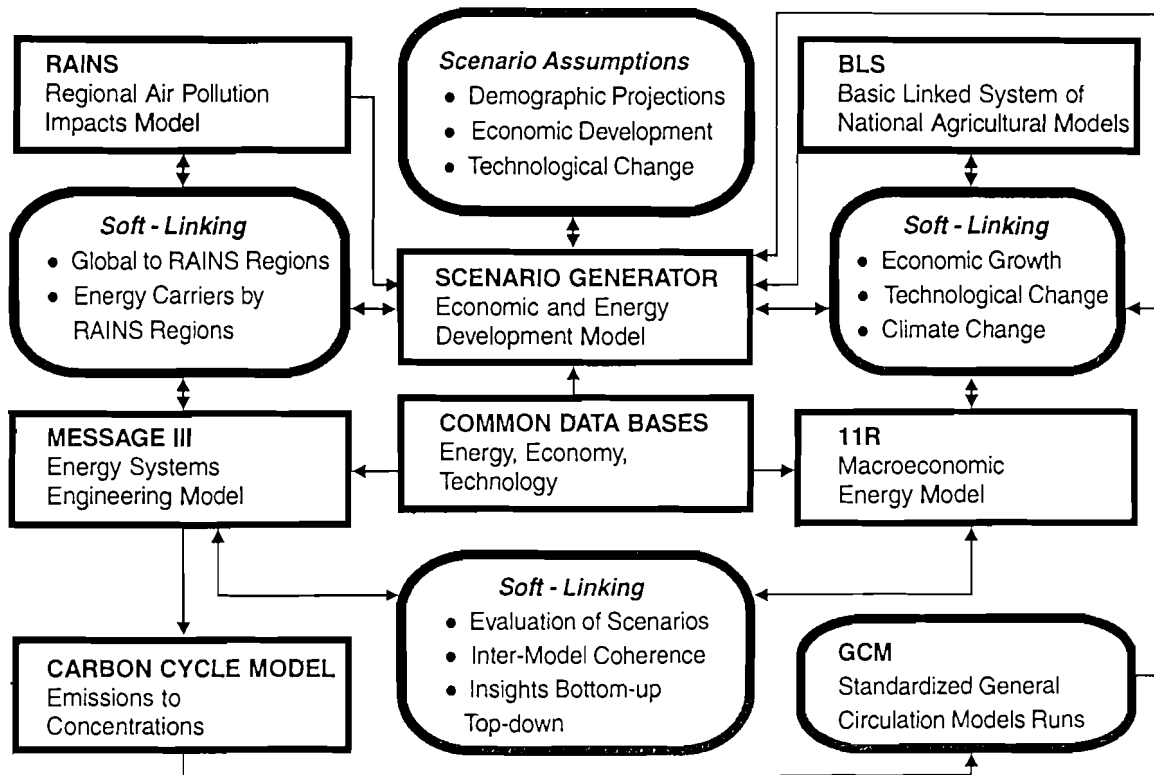 RAINS
Regional Air Pollution
Impacts Model
Scenario Assumptions
• Demographic Projections
• Economic Development
• Technological Change
BLS
Basic Linked System of
National Agricultural Models
Soft - Linking
• Global to RAINS Regions
• Energy Carriers by
RAINS Regions
SCENARIO GENERATOR
Economic and Energy
Development Model
Soft - Linking
• Economic Growth
• Technological Change
• Climate Change
MESSAGE III
Energy Systems
Engineering Model
COMMON DATA BASES
Energy, Economy,
Technology
11R
Macroeconomic
Energy Model
CARBON CYCLE MODEL
Emissions to
Concentrations
Soft - Linking
• Evaluation of Scenarios
• Inter-Model Coherence
• Insights Bottom-up
Top-down
GCM
Standardized General
Circulation Models Runs